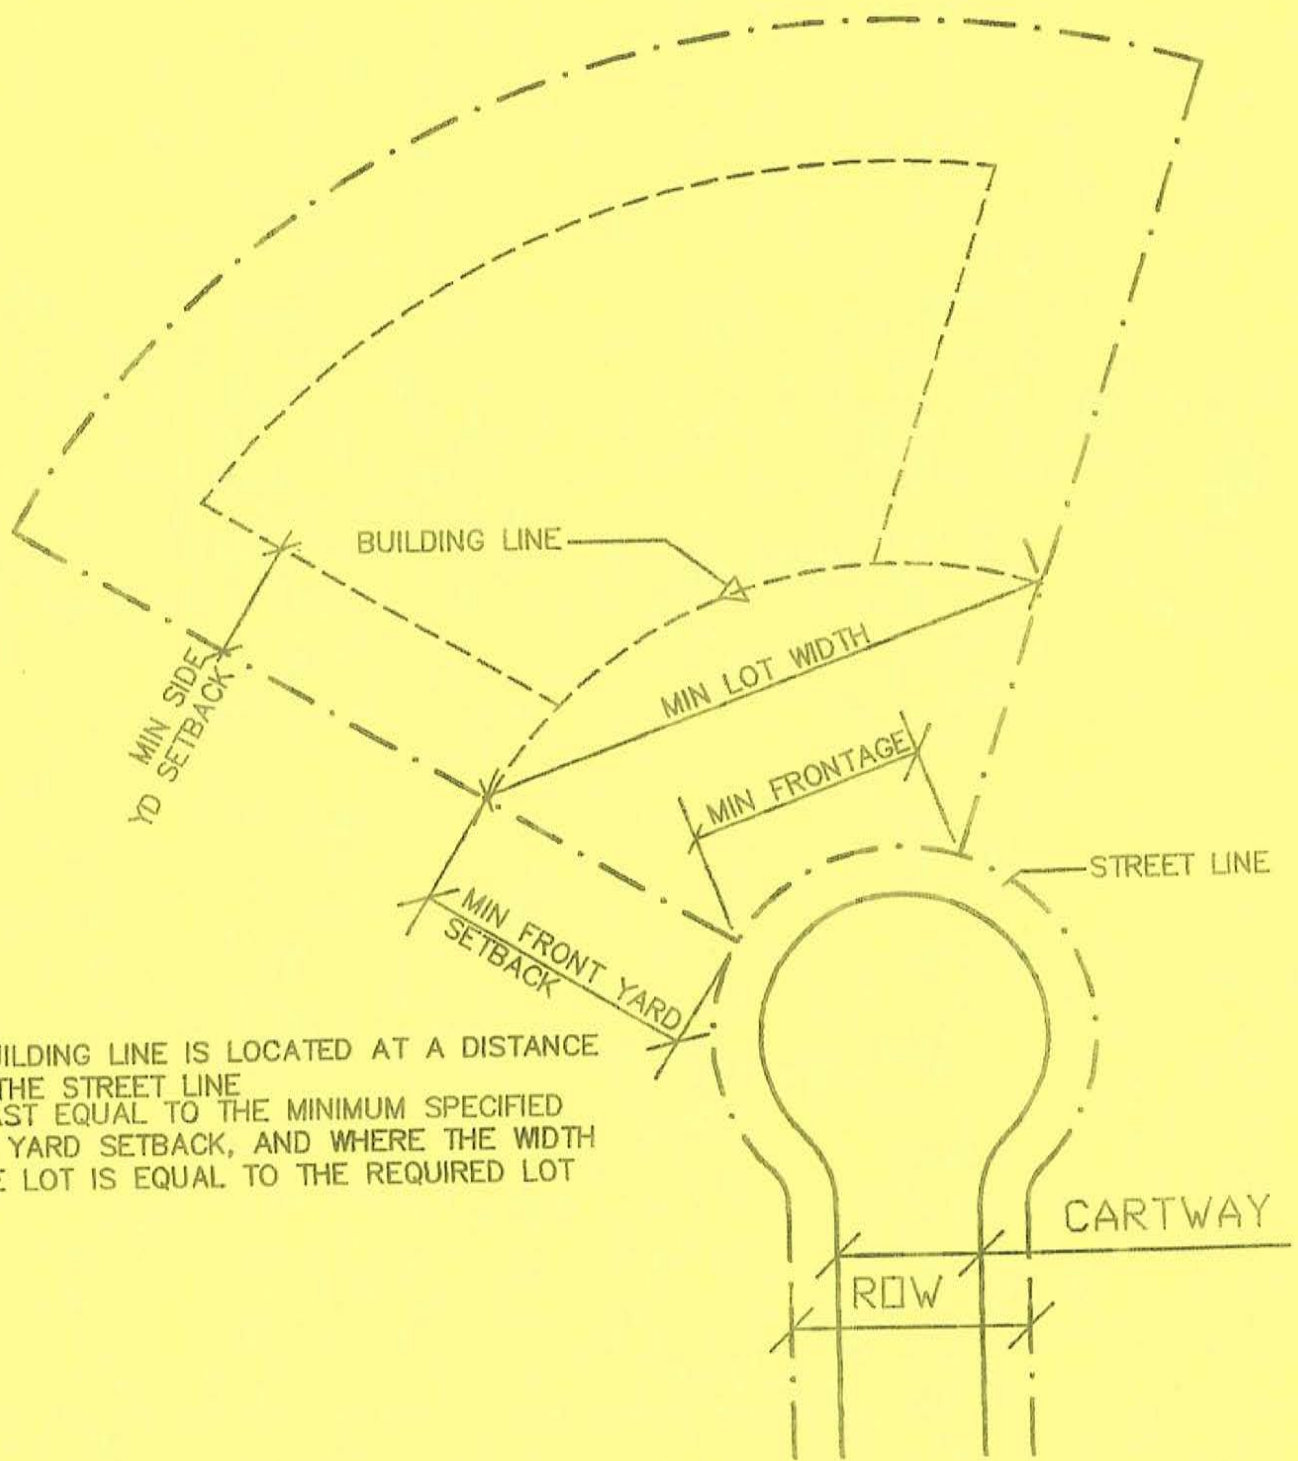 BUILDING LINE
MIN LOT WIDTH
MIN SIDE
YD SETBACK
MIN FRONTAGE
STREET LINE
MIN FRONT YARD
SETBACK
ILDING LINE IS LOCATED AT A DISTANCE
THE STREET LINE
AST EQUAL TO THE MINIMUM SPECIFIED
YARD SETBACK, AND WHERE THE WIDTH
E LOT IS EQUAL TO THE REQUIRED LOT
CARTWAY
ROW